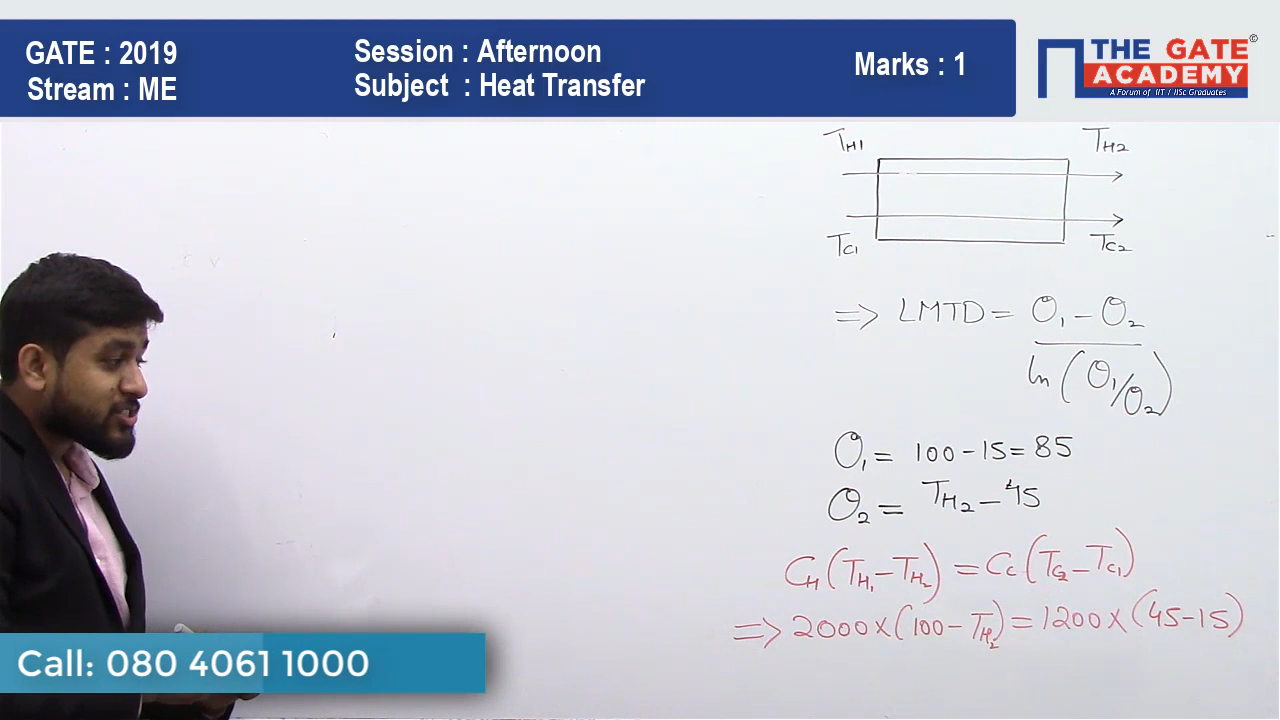 GATE : 2019
Stream : ME
Session : Afternoon
Subject : Heat Transfer
Marks : 1
THE GATE ©
ACADEMY
A Forum of IIT / IISc Graduates
TH1 TH2
TC1 TC2
⇒ LMTD = θ1 − θ2
ln (θ1/θ2)
θ1 = 100 − 15 = 85
θ2 = TH2 − 45
CH (TH1 − TH2) = CC (TC2 − TC1)
⇒ 2000 × (100 − TH2) = 1200 × (45 − 15)
Call: 080 4061 1000